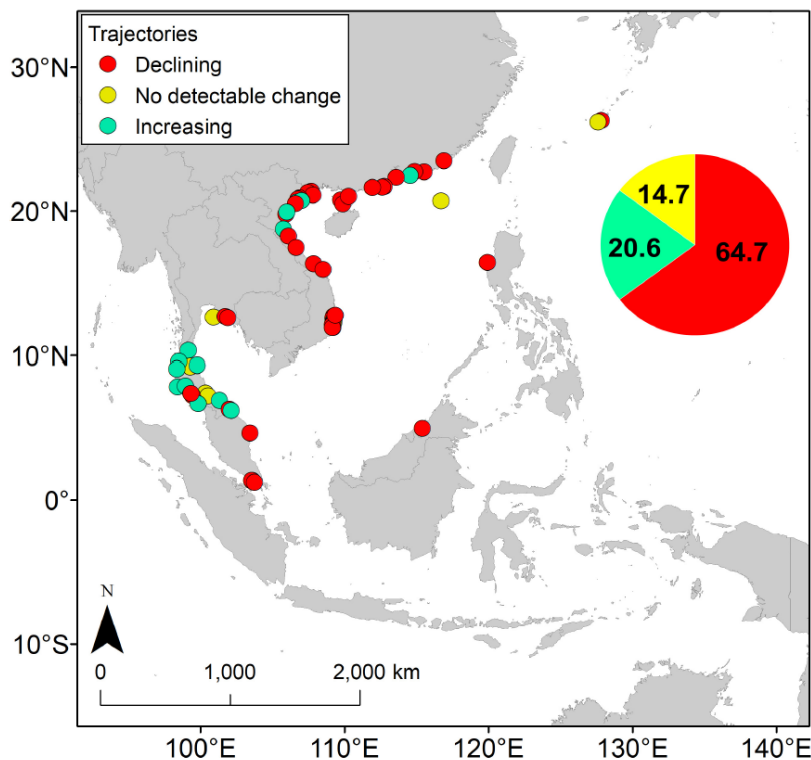 Trajectories
Declining
No detectable change
Increasing
30°N
20°N
10°N
0°
10°S
14.7
20.6
64.7
N
0 1,000 2,000 km
100°E 110°E 120°E 130°E 140°E